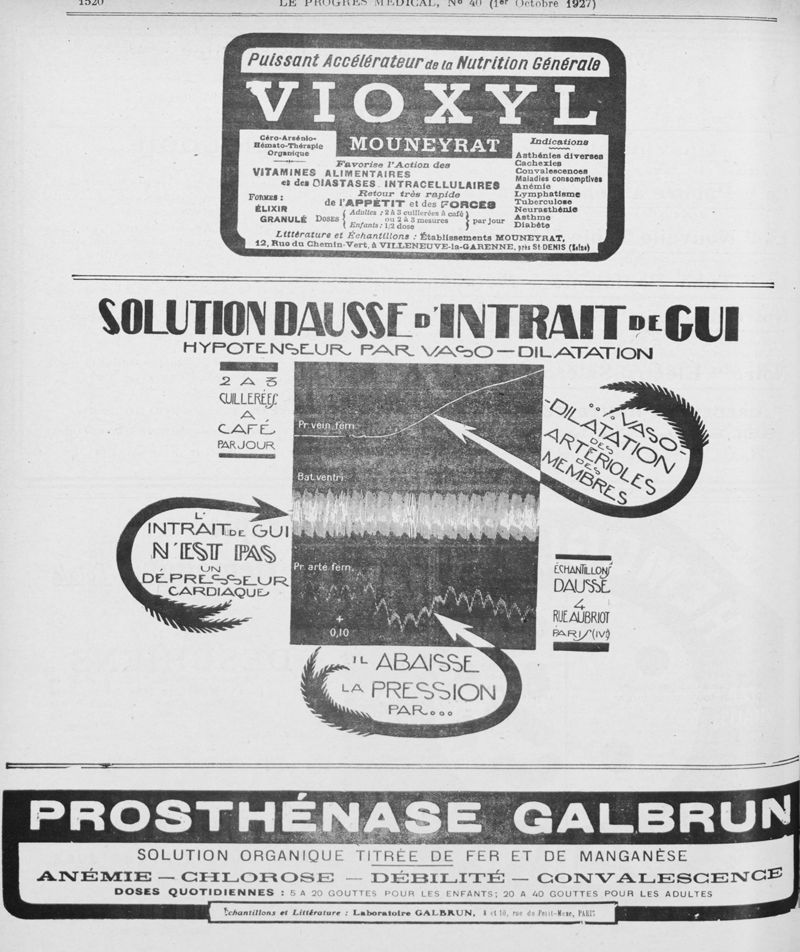 1520
LE PROGRÈS MÉDICAL, No 40 (1er Octobre 1927)
Puissant Accélérateur de la Nutrition Générale
VIOXYL
MOUNEYRAT
Céro-Arsénio-
Hémato-Thérapie
Organique
Favorise l'Action des
VITAMINES ALIMENTAIRES
et des DIASTASES INTRACELLULAIRES
Retour très rapide
de l'APPÉTIT et des FORCES
FORMES :
ÉLIXIR
GRANULÉ
DOSES
Adultes : 2 à 3 cuillerées à café
ou 2 à 3 mesures
Enfants : 1/2 dose
par Jour
Indications
Asthénies diverses
Cachexies
Convalescences
Maladies consomptives
Anémie
Lymphatisme
Tuberculose
Neurasthénie
Asthme
Diabète
Littérature et Échantillons : Établissements MOUNEYRAT,
12, Rue du Chemin-Vert, à VILLENEUVE-la-GARENNE, près St-DENIS (Seine)
SOLUTION DAUSSE D'INTRAIT DE GUI
HYPOTENSEUR PAR VASO-DILATATION
2 A 3
CUILLERÉES
A
CAFÉ
PAR JOUR
Pr. vein. fém.
....VASO-
-DILATATION
DES
ARTÉRIOLES
DES
MEMBRES
Bat. ventri
L'
INTRAIT DE GUI
N'EST PAS
UN
DÉPRESSEUR
CARDIAQUE
Pr. arté. fém.
+
0,10
ÉCHANTILLONS
DAUSSE
4
RUE AUBRIOT
PARIS (IVe)
IL ABAISSE
LA PRESSION
PAR...
PROSTHÉNASE GALBRUN
SOLUTION ORGANIQUE TITRÉE DE FER ET DE MANGANÈSE
ANÉMIE — CHLOROSE — DÉBILITÉ — CONVALESCENCE
DOSES QUOTIDIENNES : 5 A 20 GOUTTES POUR LES ENFANTS; 20 A 40 GOUTTES POUR LES ADULTES
Échantillons et Littérature : Laboratoire GALBRUN, 8 et 10, rue du Petit-Musc, PARIS